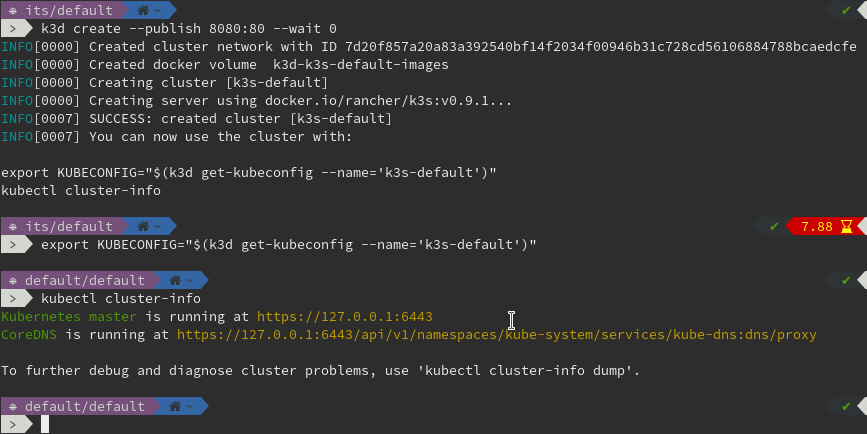 its/default ~ ✔
> k3d create --publish 8080:80 --wait 0
INFO[0000] Created cluster network with ID 7d20f857a20a83a392540bf14f2034f00946b31c728cd56106884788bcaedcfe
INFO[0000] Created docker volume  k3d-k3s-default-images
INFO[0000] Creating cluster [k3s-default]
INFO[0000] Creating server using docker.io/rancher/k3s:v0.9.1...
INFO[0007] SUCCESS: created cluster [k3s-default]
INFO[0007] You can now use the cluster with:
export KUBECONFIG="$(k3d get-kubeconfig --name='k3s-default')"
kubectl cluster-info
its/default ~ ✔ 7.88
> export KUBECONFIG="$(k3d get-kubeconfig --name='k3s-default')"
default/default ~ ✔
> kubectl cluster-info
Kubernetes master is running at https://127.0.0.1:6443
CoreDNS is running at https://127.0.0.1:6443/api/v1/namespaces/kube-system/services/kube-dns:dns/proxy
To further debug and diagnose cluster problems, use 'kubectl cluster-info dump'.
default/default ~ ✔
>